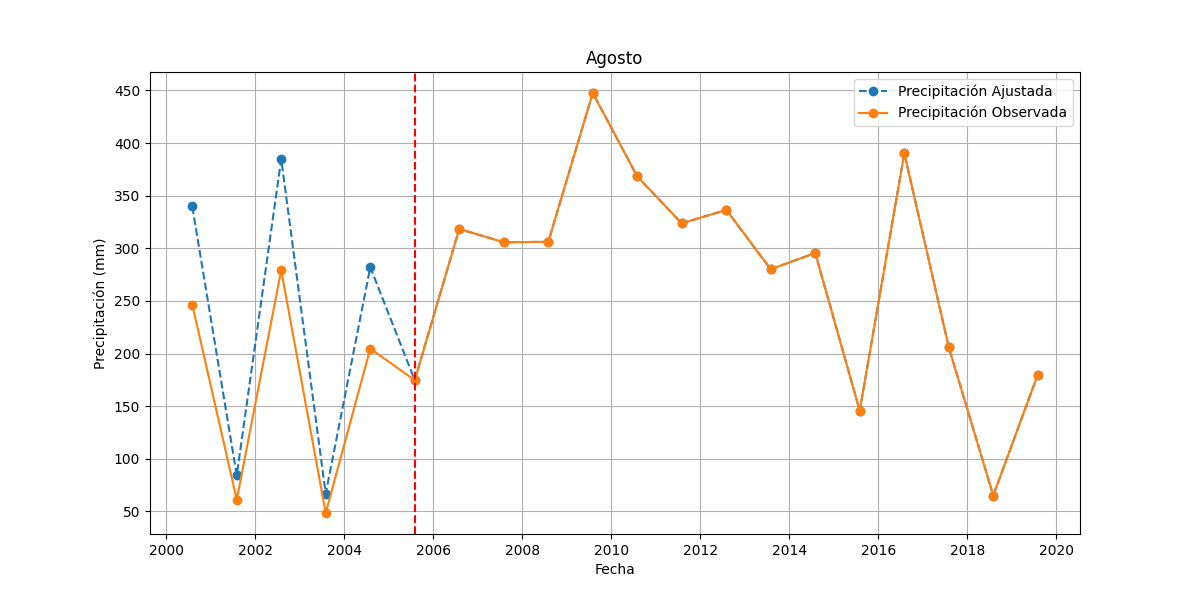 Agosto
Precipitación Ajustada
Precipitación Observada
Precipitación (mm)
450
400
350
300
250
200
150
100
50
2000 2002 2004 2006 2008 2010 2012 2014 2016 2018 2020
Fecha